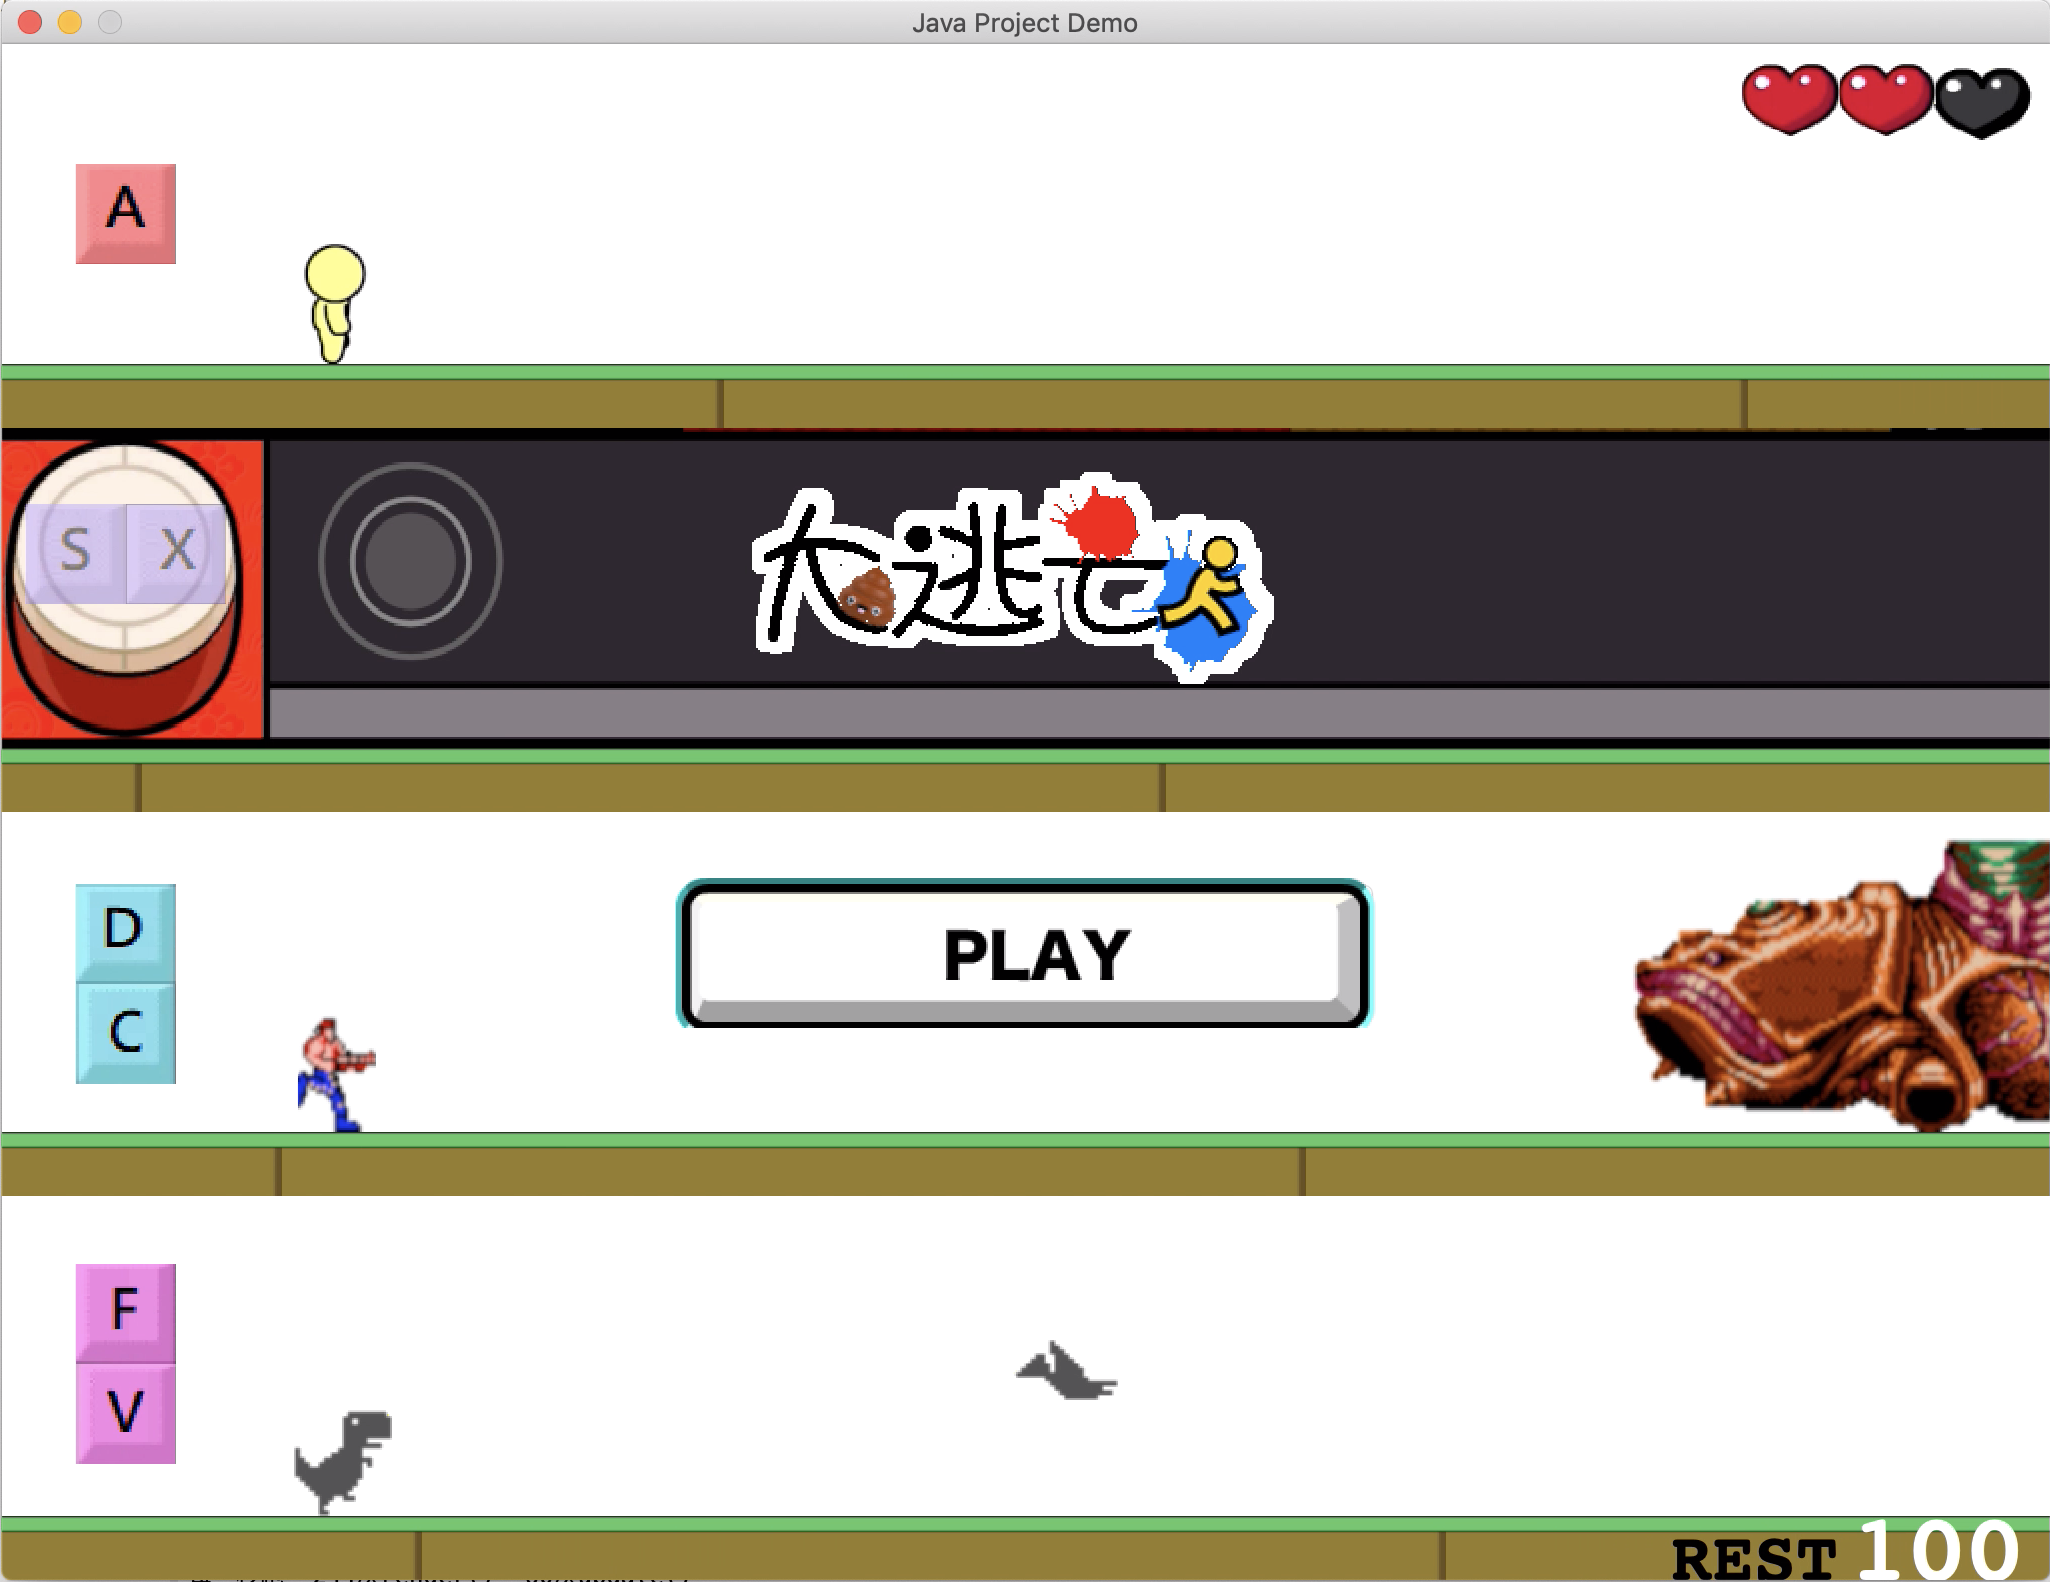 Java Project Demo
A
S X
大逃亡
PLAY
D
C
F
V
REST 100